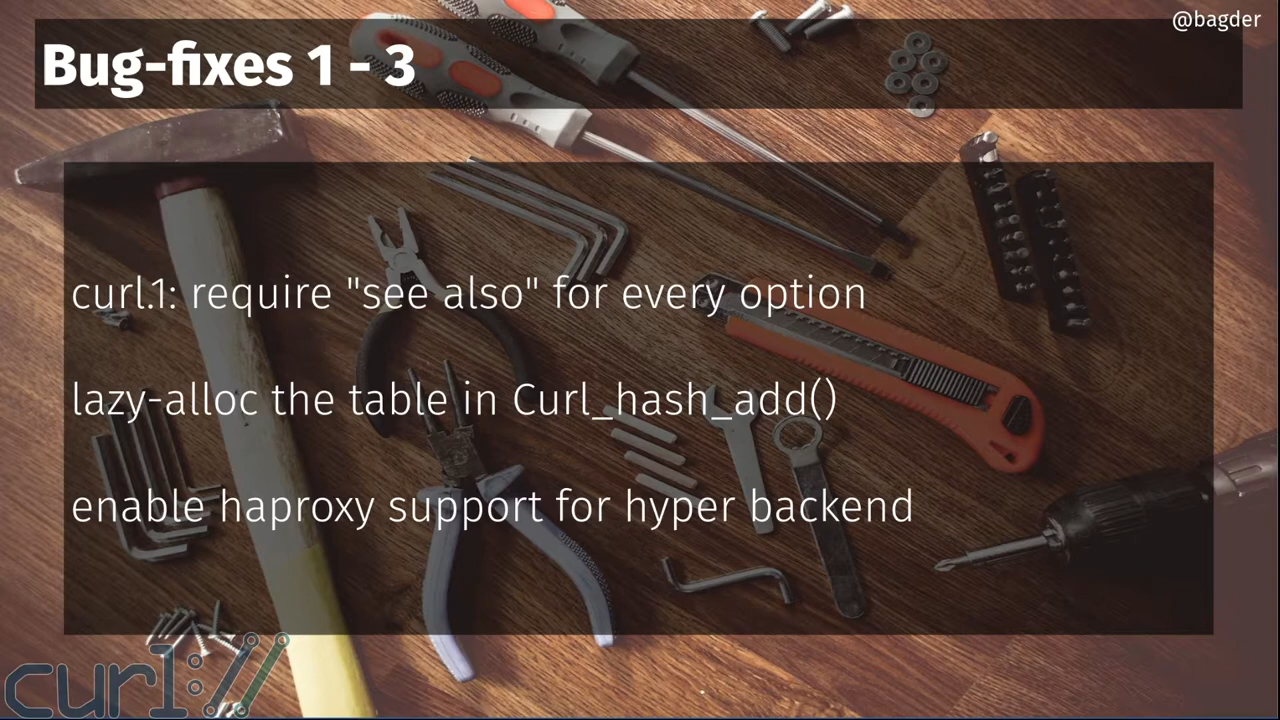 @bagder
Bug-fixes 1 - 3
curl.1: require "see also" for every option
lazy-alloc the table in Curl_hash_add()
enable haproxy support for hyper backend
curl://